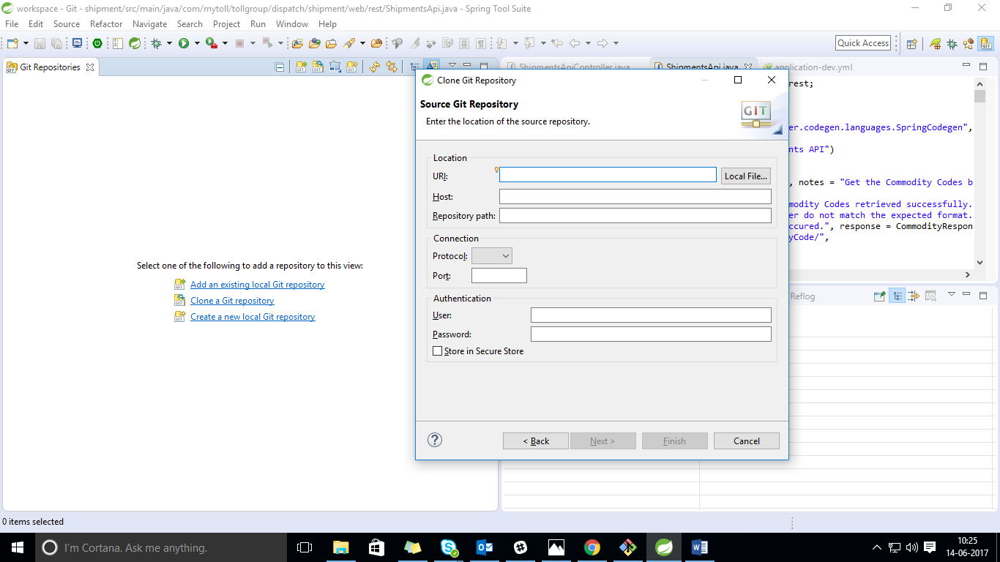 workspace - Git - shipment/src/main/java/com/mytoll/tollgroup/dispatch/shipment/web/rest/ShipmentsApi.java - Spring Tool Suite
File Edit Source Refactor Navigate Search Project Run Window Help
Quick Access
Git Repositories
ShipmentsApiController.java ShipmentsApi.java application-dev.yml
Clone Git Repository
rest;
Source Git Repository
Enter the location of the source repository.
GIT
er.codegen.languages.SpringCodegen",
nts API")
Location
URI:
Local File...
, notes = "Get the Commodity Codes b
Host:
modity Codes retrieved successfully.
Repository path:
er do not match the expected format.
ccured.", response = CommodityRespon
yCode/",
Connection
Protocol:
Port:
Select one of the following to add a repository to this view:
Add an existing local Git repository
Clone a Git repository
Create a new local Git repository
Reflog
Authentication
User:
Password:
Store in Secure Store
< Back Next > Finish Cancel
0 items selected
I'm Cortana. Ask me anything.
10:25
14-06-2017